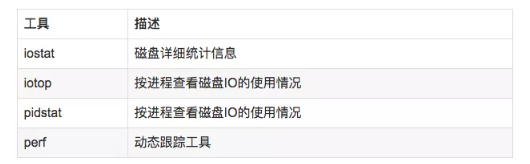 工具 描述
iostat 磁盘详细统计信息
iotop 按进程查看磁盘IO的使用情况
pidstat 按进程查看磁盘IO的使用情况
perf 动态跟踪工具